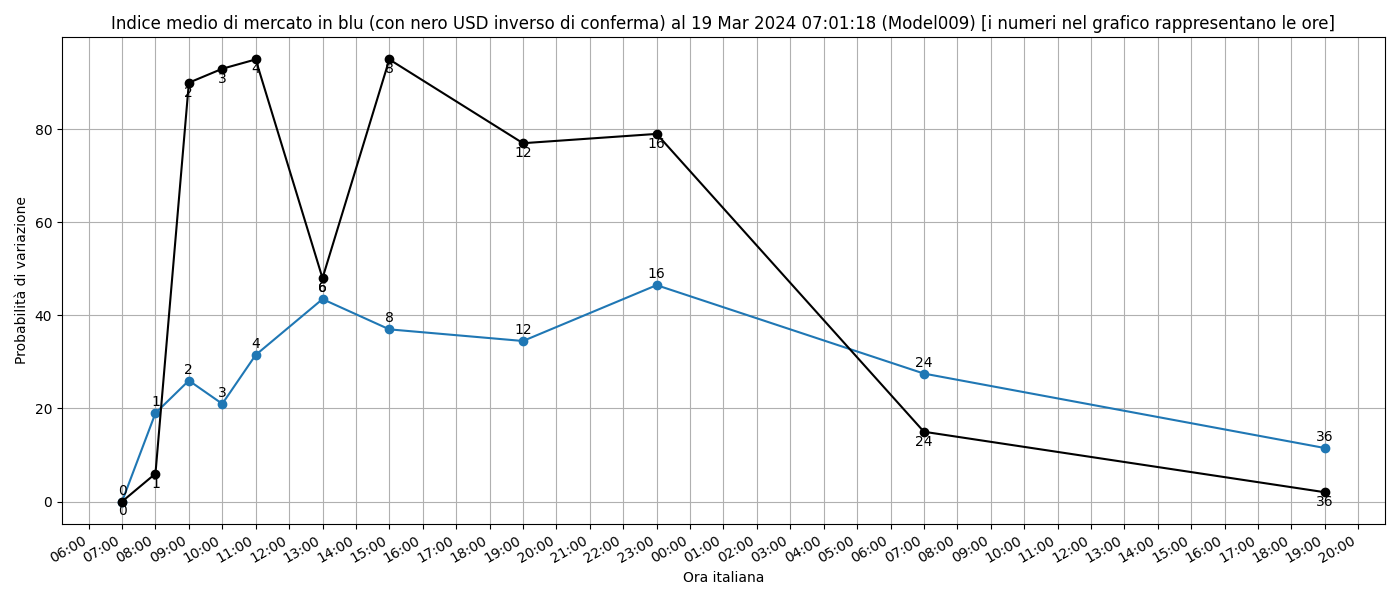 Indice medio di mercato in blu (con nero USD inverso di conferma) al 19 Mar 2024 07:01:18 (Model009) [i numeri nel grafico rappresentano le ore]
Probabilità di variazione
80
60
40
20
0
0 1 2 3 4 6 8 12 16 24 36
0 1 2 3 4 6 8 12 16 24 36
06:00 07:00 08:00 09:00 10:00 11:00 12:00 13:00 14:00 15:00 16:00 17:00 18:00 19:00 20:00 21:00 22:00 23:00 00:00 01:00 02:00 03:00 04:00 05:00 06:00 07:00 08:00 09:00 10:00 11:00 12:00 13:00 14:00 15:00 16:00 17:00 18:00 19:00 20:00
Ora italiana